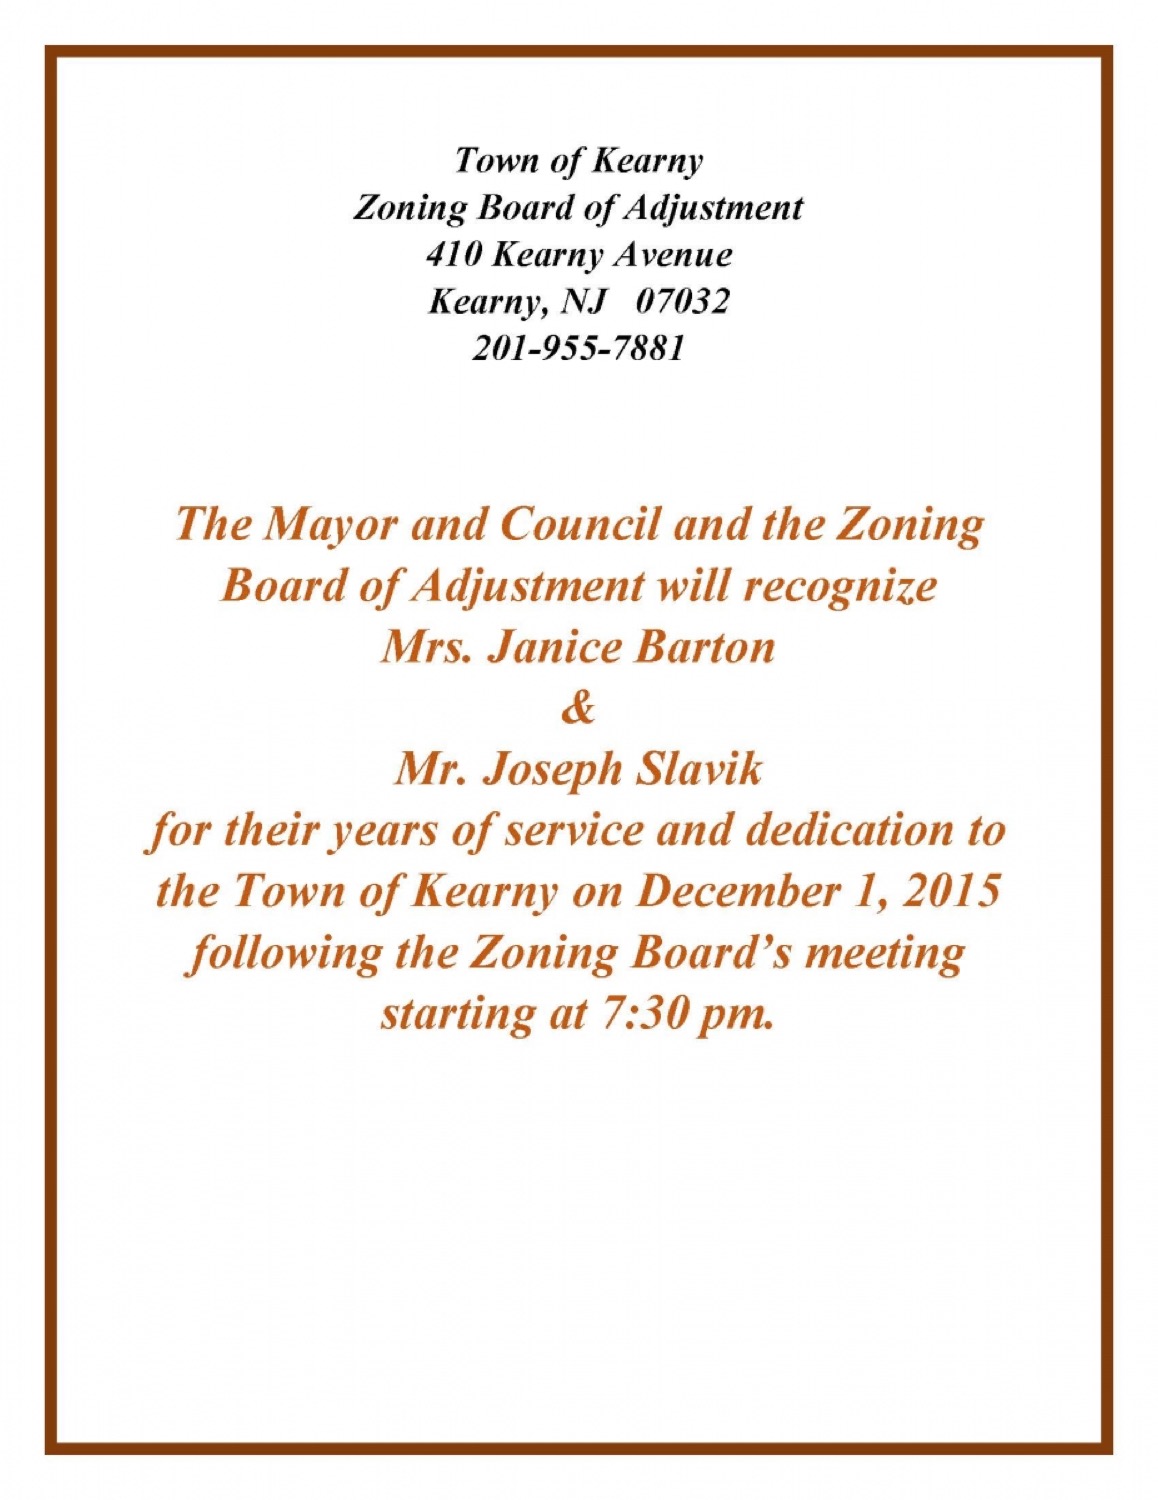 Town of Kearny
Zoning Board of Adjustment
410 Kearny Avenue
Kearny, NJ   07032
201-955-7881
The Mayor and Council and the Zoning
Board of Adjustment will recognize
Mrs. Janice Barton
&
Mr. Joseph Slavik
for their years of service and dedication to
the Town of Kearny on December 1, 2015
following the Zoning Board’s meeting
starting at 7:30 pm.